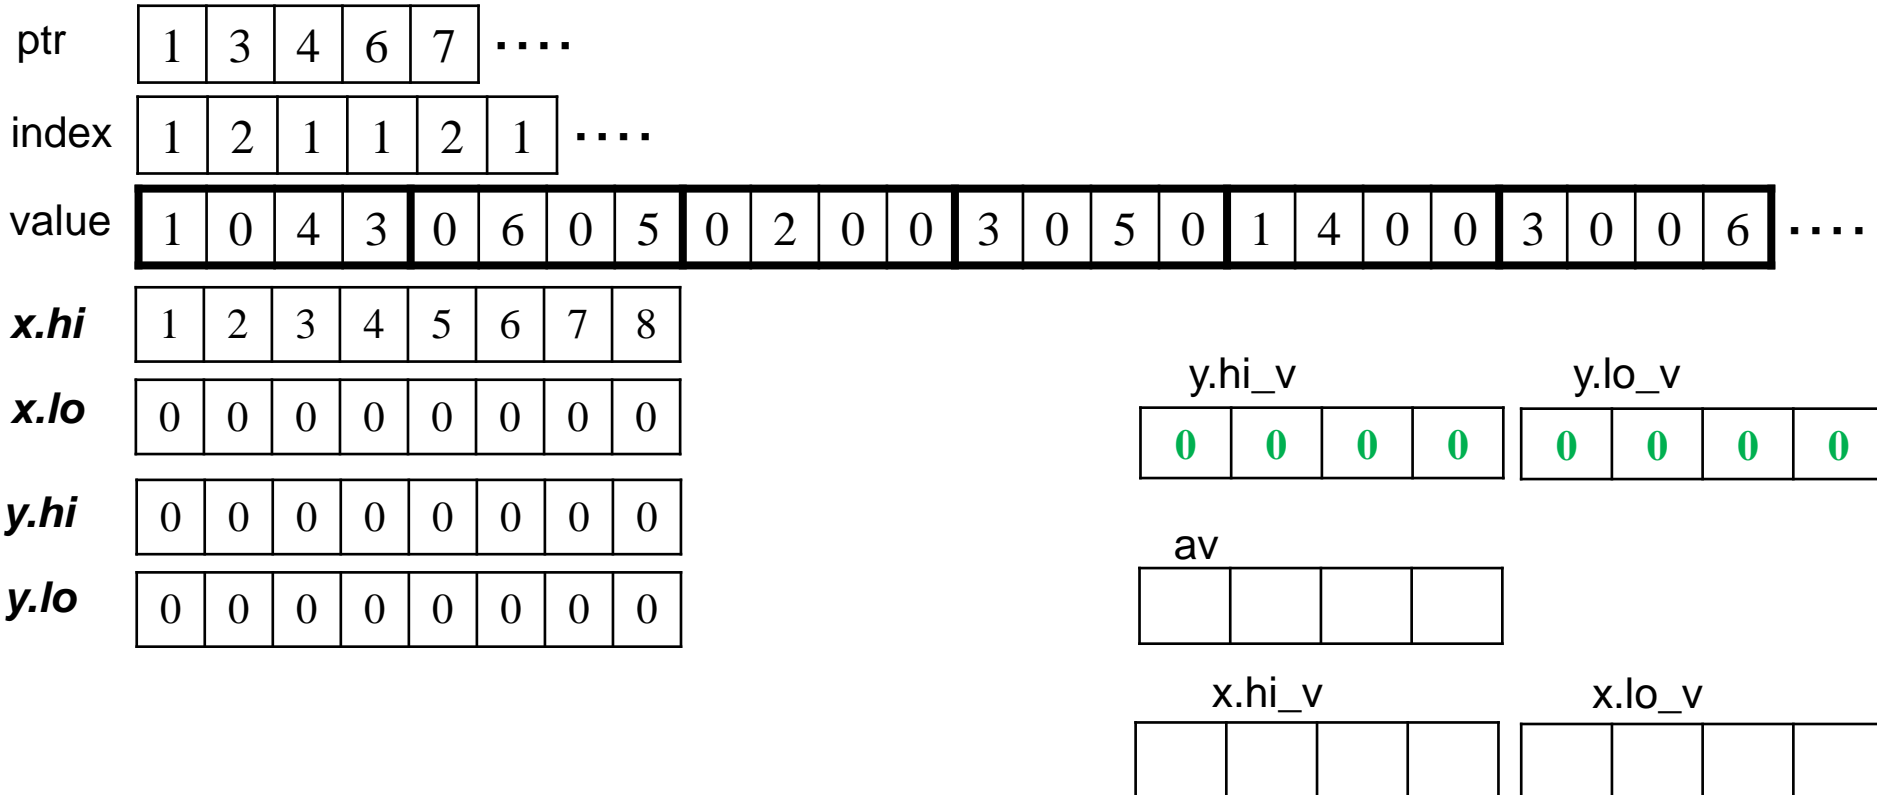 ptr 1 3 4 6 7 ....
index 1 2 1 1 2 1 ....
value 1 0 4 3 0 6 0 5 0 2 0 0 3 0 5 0 1 4 0 0 3 0 0 6 ....
x.hi 1 2 3 4 5 6 7 8
x.lo 0 0 0 0 0 0 0 0
y.hi 0 0 0 0 0 0 0 0
y.lo 0 0 0 0 0 0 0 0
y.hi_v y.lo_v
0 0 0 0 0 0 0 0
av
x.hi_v x.lo_v